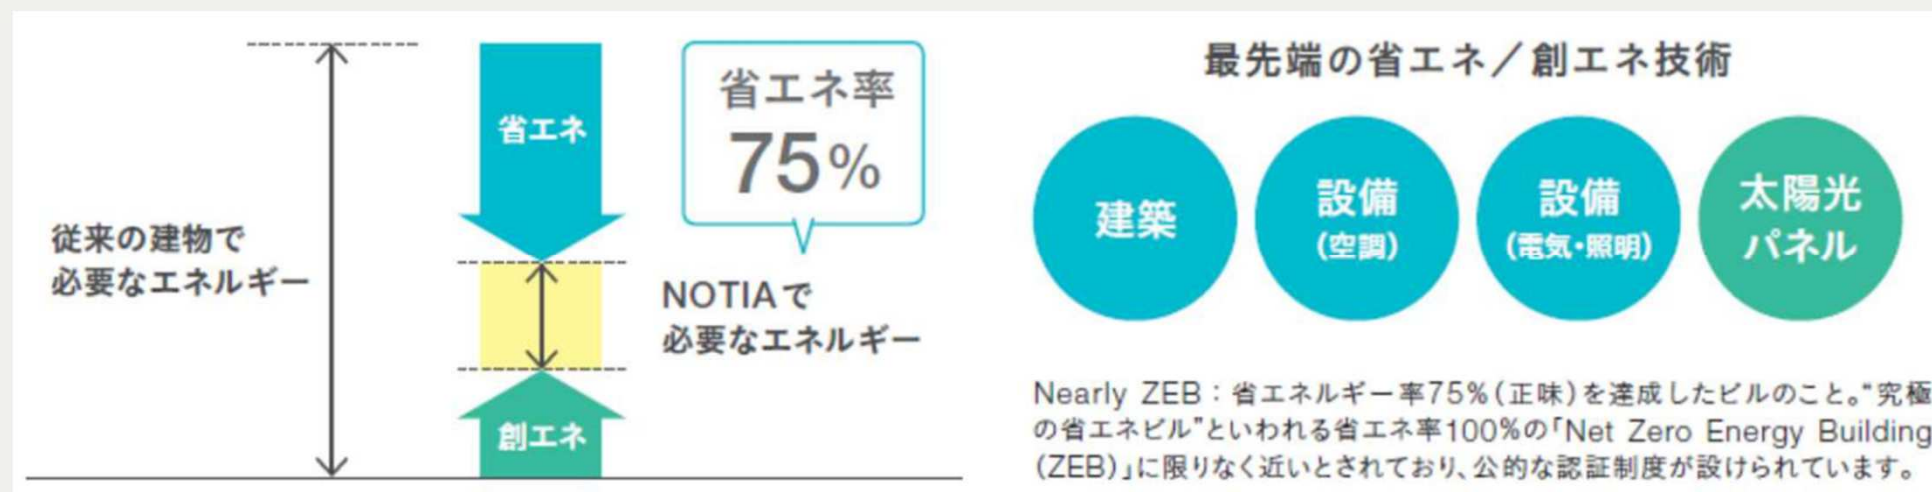 省エネ
省エネ率
75%
従来の建物で
必要なエネルギー
NOTIAで
必要なエネルギー
創エネ
最先端の省エネ／創エネ技術
建築
設備
(空調)
設備
(電気・照明)
太陽光
パネル
Nearly ZEB：省エネルギー率75%(正味)を達成したビルのこと。“究極
の省エネビル”といわれる省エネ率100%の「Net Zero Energy Building
(ZEB)」に限りなく近いとされており、公的な認証制度が設けられています。